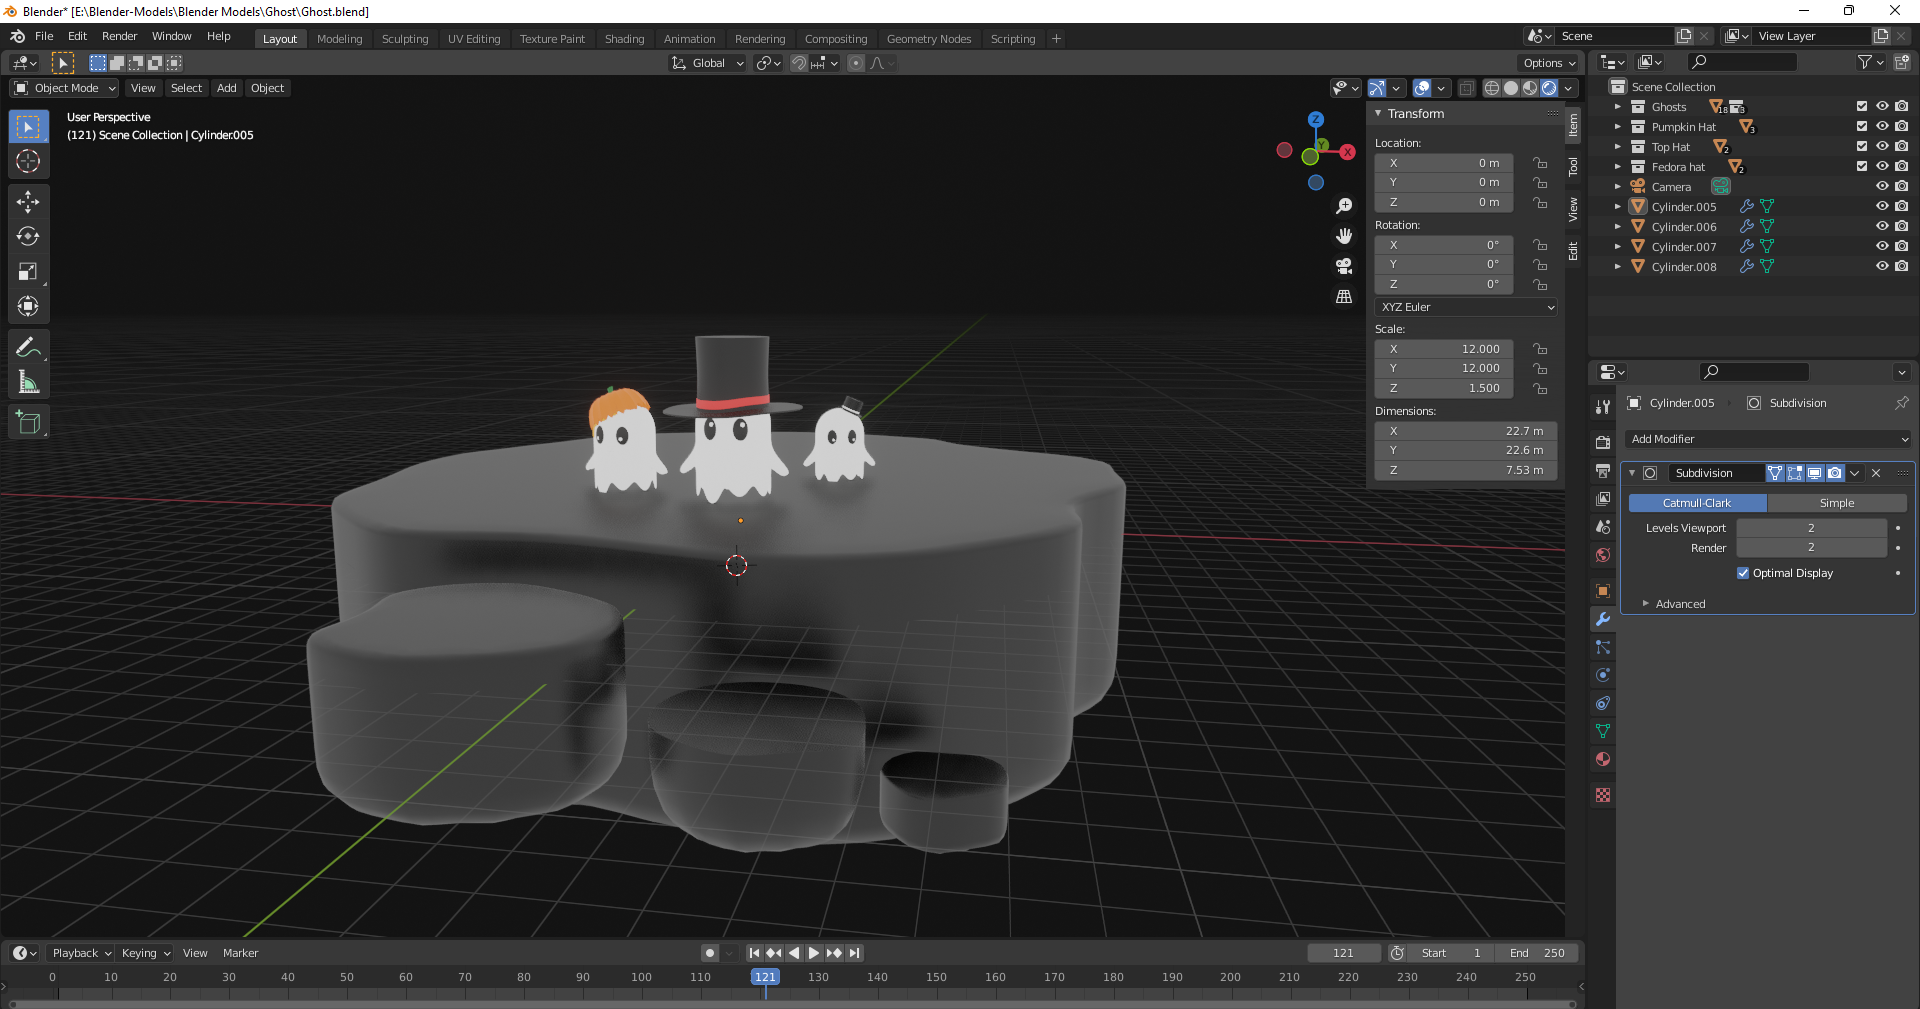 Blender* [E:\Blender-Models\Blender Models\Ghost\Ghost.blend]
File Edit Render Window Help Layout Modeling Sculpting UV Editing Texture Paint Shading Animation Rendering Compositing Geometry Nodes Scripting + Scene View Layer
Global Options
Object Mode View Select Add Object
User Perspective
(121) Scene Collection | Cylinder.005
Z
Y
X
Transform
Location:
X 0 m
Y 0 m
Z 0 m
Rotation:
X 0°
Y 0°
Z 0°
XYZ Euler
Scale:
X 12.000
Y 12.000
Z 1.500
Dimensions:
X 22.7 m
Y 22.6 m
Z 7.53 m
Item
Tool
View
Edit
Scene Collection
Ghosts 18 3
Pumpkin Hat 3
Top Hat 2
Fedora hat 2
Camera
Cylinder.005
Cylinder.006
Cylinder.007
Cylinder.008
Cylinder.005 Subdivision
Add Modifier
Subdivision
Catmull-Clark Simple
Levels Viewport 2
Render 2
Optimal Display
Advanced
Playback Keying View Marker 121 Start 1 End 250
0 10 20 30 40 50 60 70 80 90 100 110 121 130 140 150 160 170 180 190 200 210 220 230 240 250